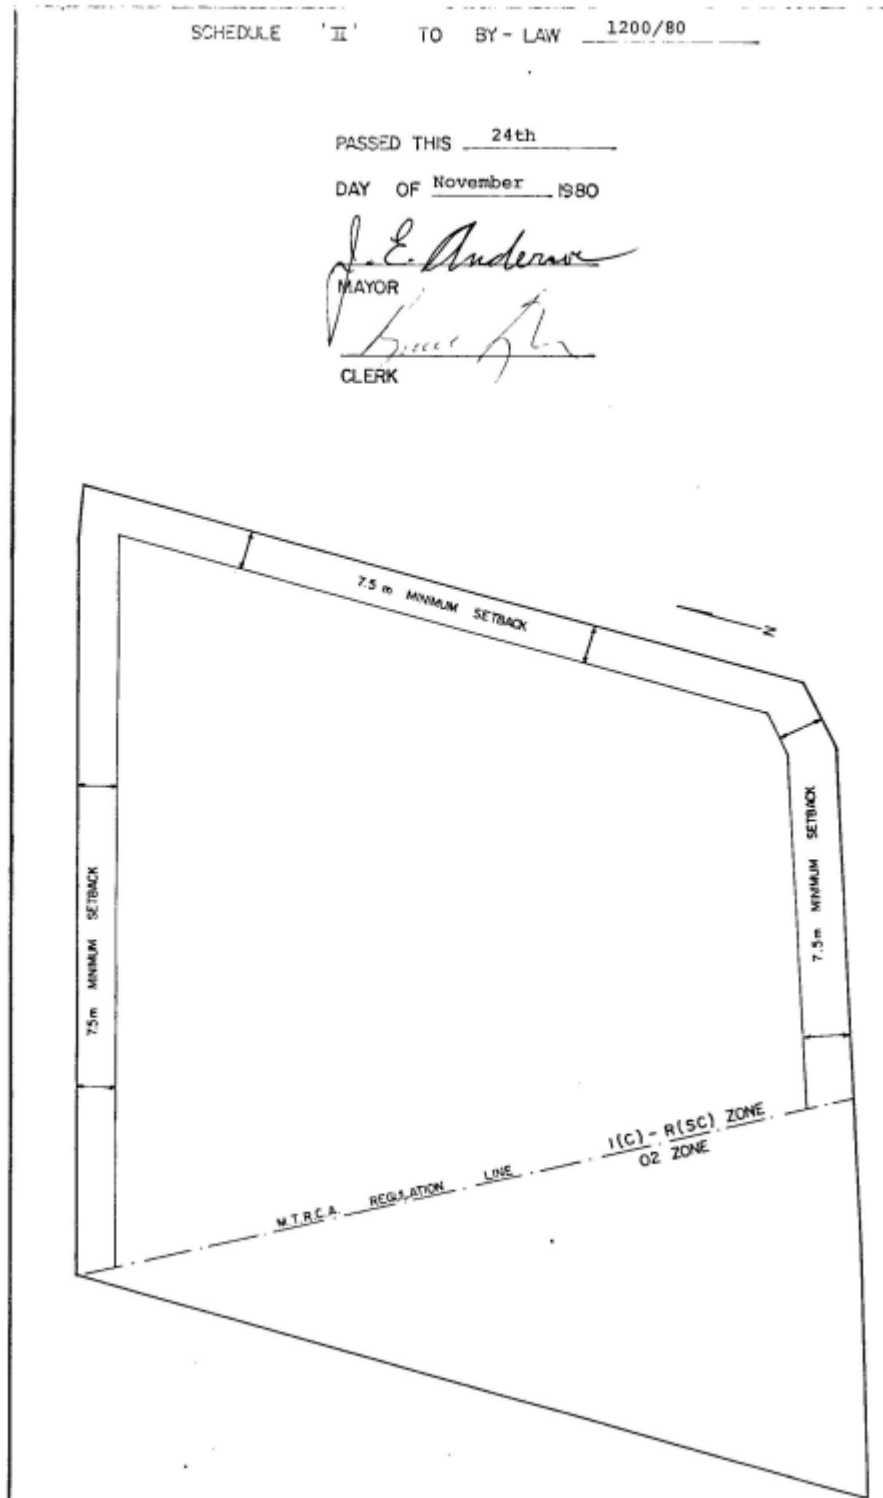 SCHEDULE 'II' TO BY - LAW 1200/80
PASSED THIS 24th
DAY OF November 1980
J. E. Anderson
MAYOR
CLERK
7.5 m MINIMUM SETBACK
N
7.5m MINIMUM SETBACK
7.5m MINIMUM SETBACK
1(C) - R(SC) ZONE
O2 ZONE
M.T.R.C.A. REGULATION LINE